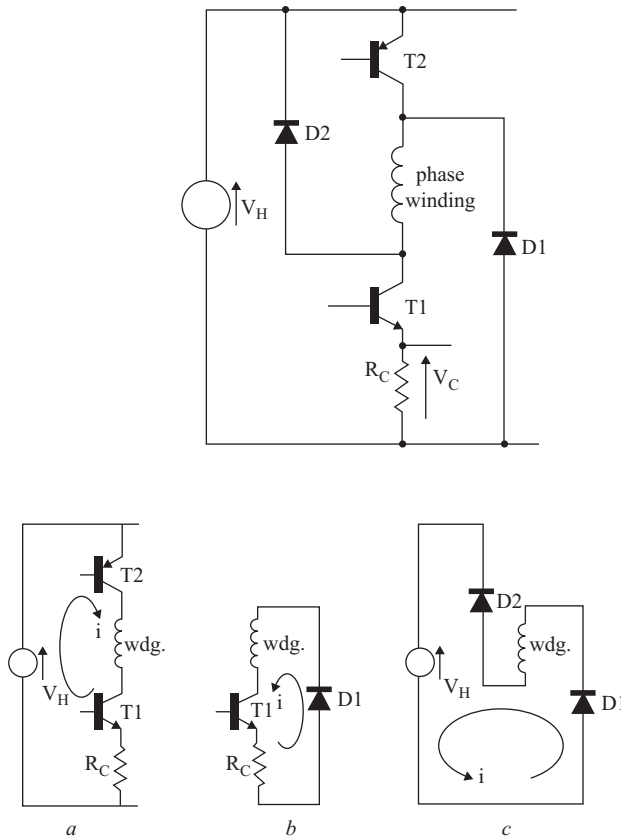 T2
D2
phase
winding
V_H
D1
T1
R_C
V_C
T2
D2
i
wdg.
wdg.
wdg.
V_H
T1
T1
i
D1
V_H
D1
R_C
R_C
i
a
b
c